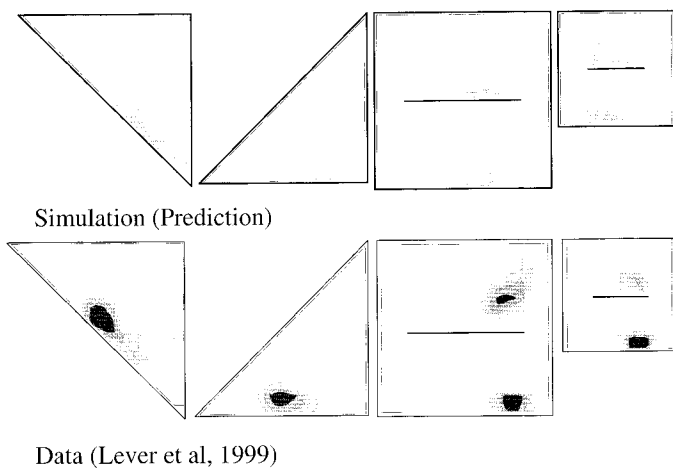 Simulation (Prediction)
Data (Lever et al, 1999)